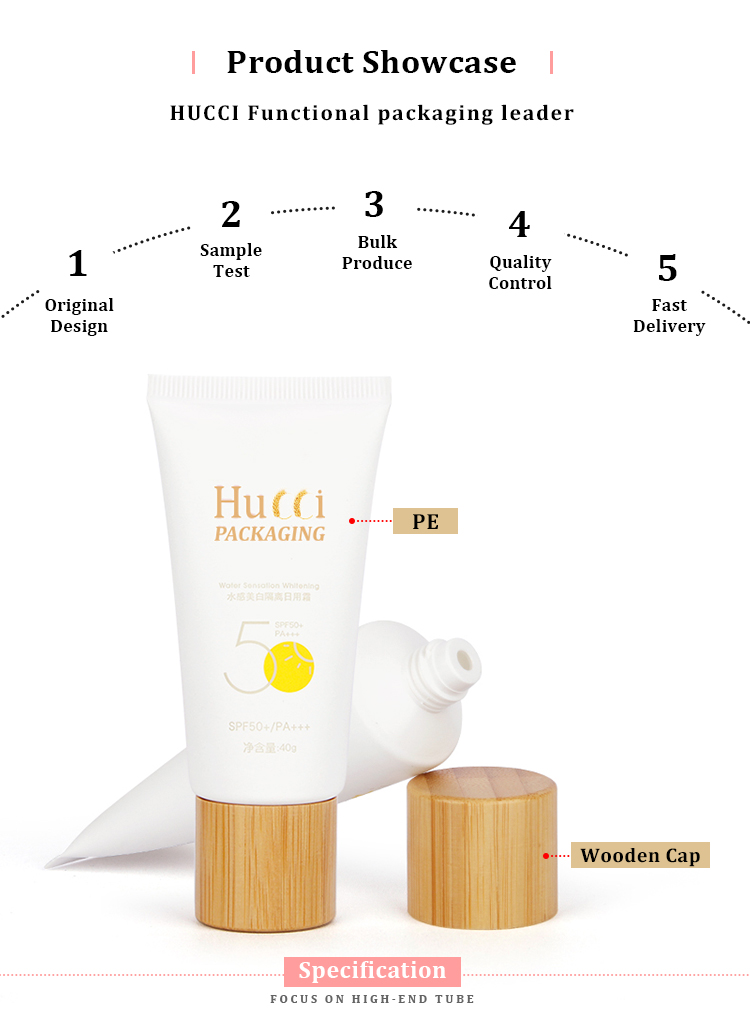 Product Showcase
HUCCI Functional packaging leader
1
Original
Design
2
Sample
Test
3
Bulk
Produce
4
Quality
Control
5
Fast
Delivery
Hucci
PACKAGING
PE
Water Sensation Whitening
水感美白隔离日用霜
50
SPF50+
PA+++
SPF50+/PA+++
净含量:40g
Wooden Cap
Specification
FOCUS ON HIGH-END TUBE